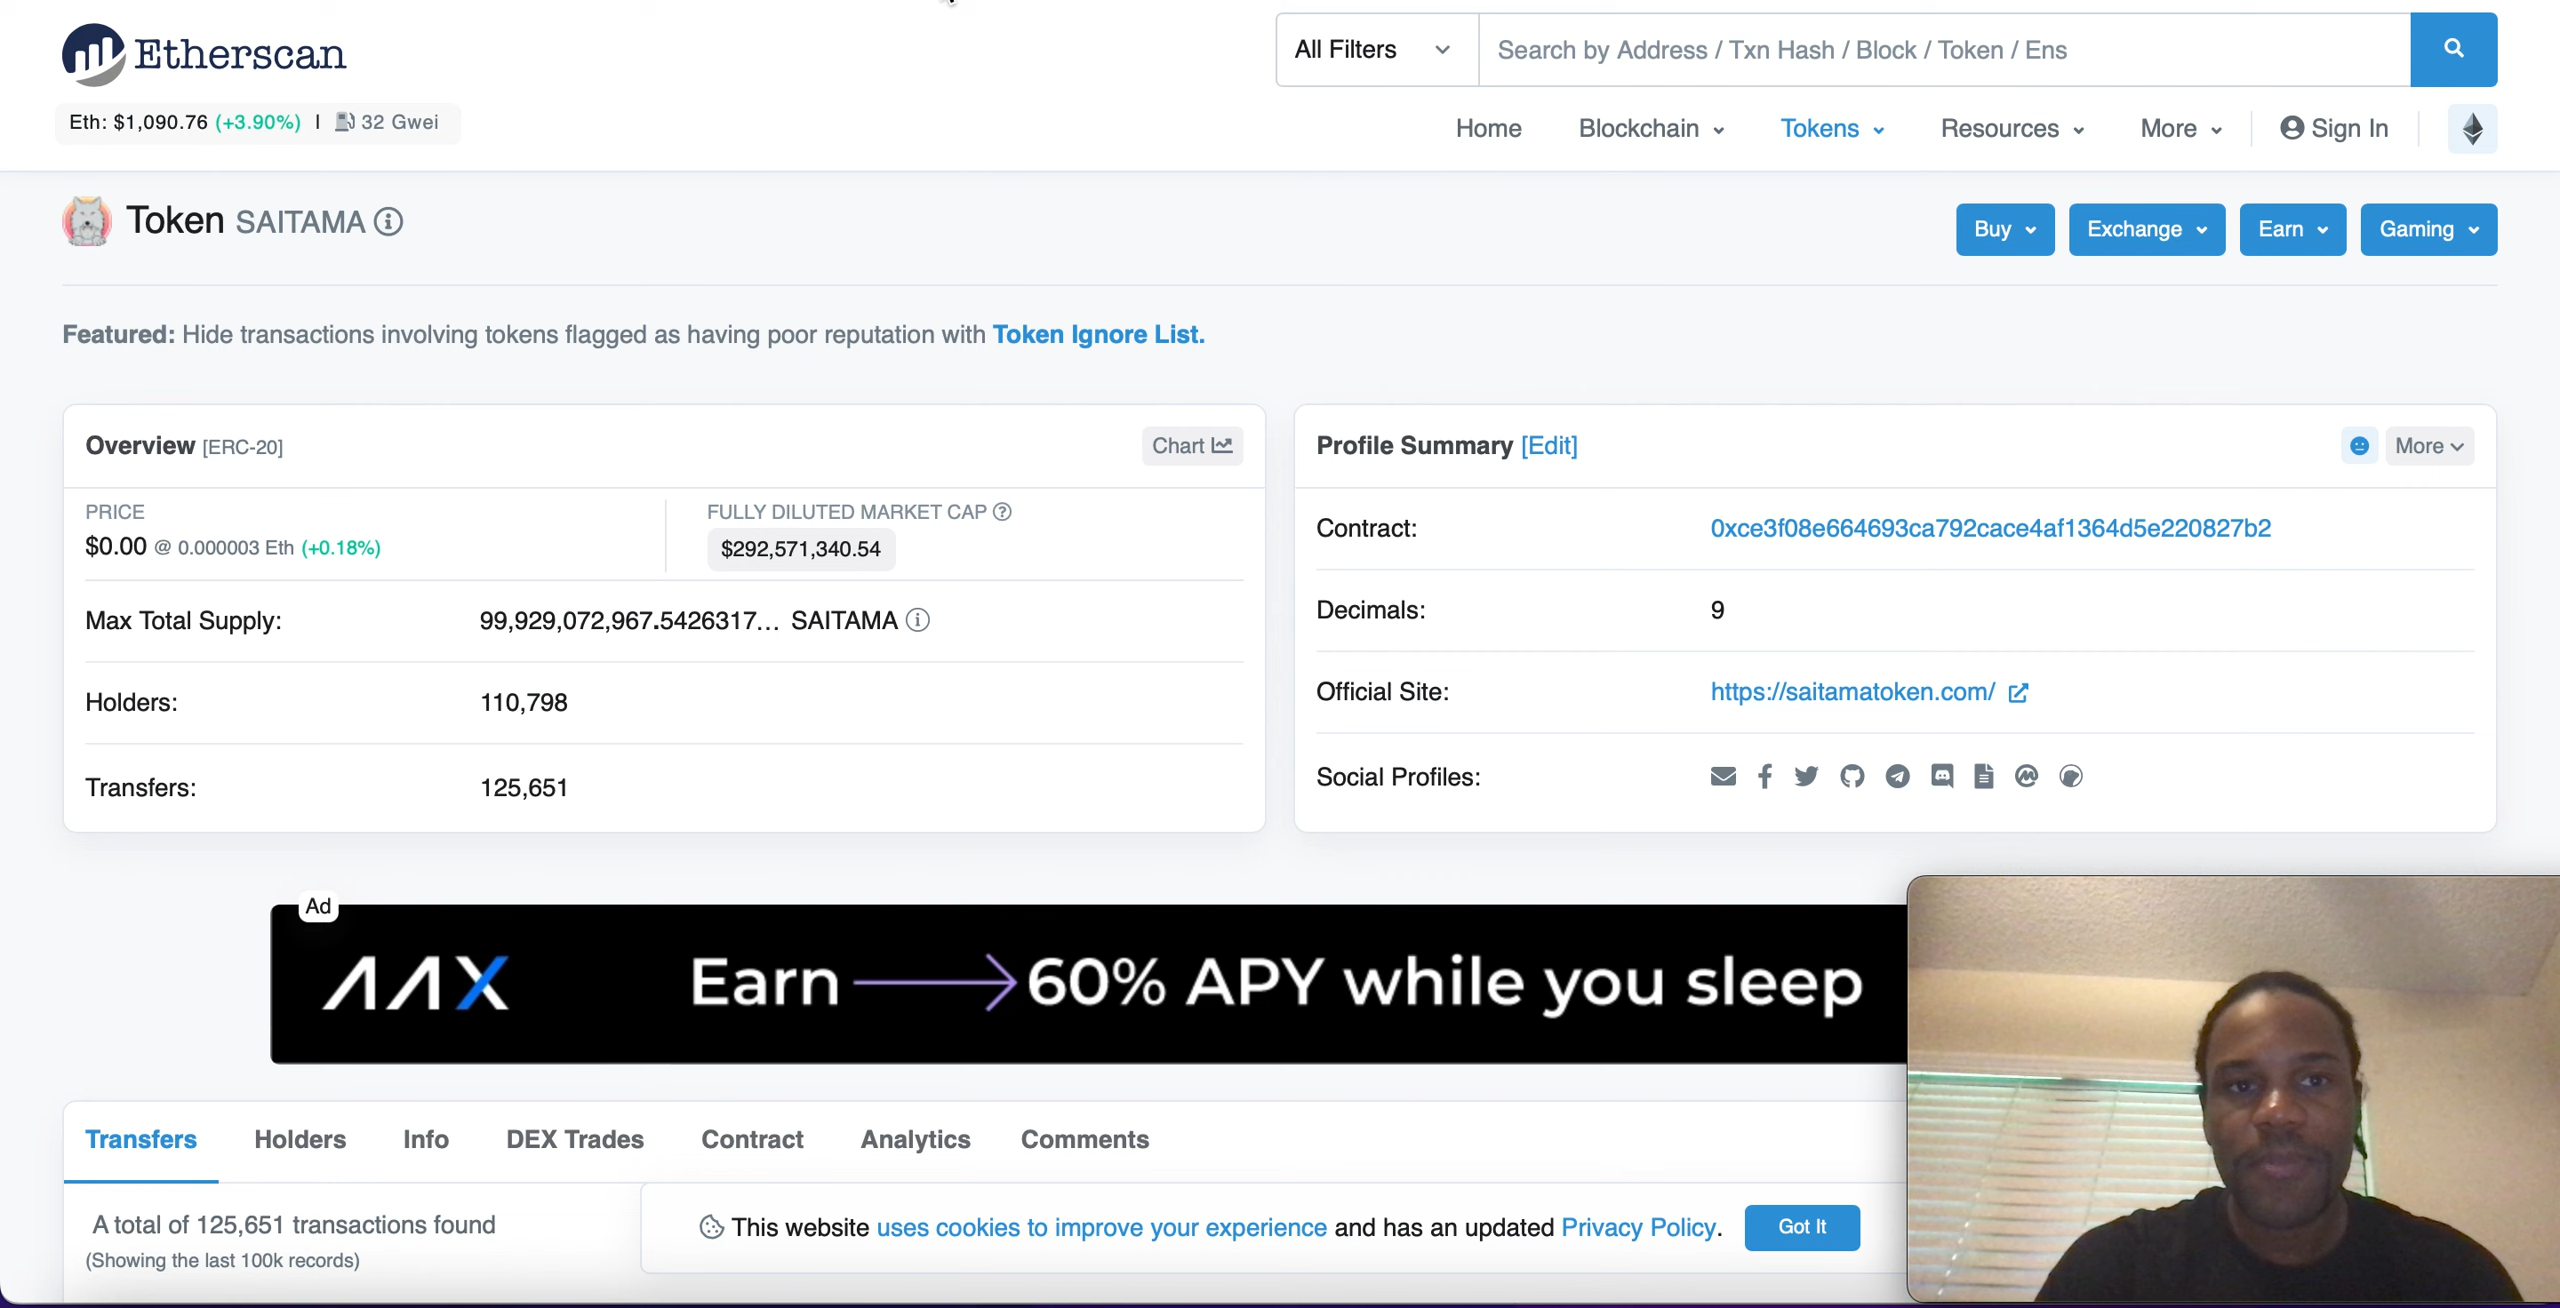 Etherscan
All Filters
Search by Address / Txn Hash / Block / Token / Ens
Eth: $1,090.76 (+3.90%) | 32 Gwei
Home Blockchain Tokens Resources More Sign In
Token SAITAMA
Buy Exchange Earn Gaming
Featured: Hide transactions involving tokens flagged as having poor reputation with Token Ignore List.
Overview [ERC-20] Chart
PRICE
$0.00 @ 0.000003 Eth (+0.18%)
FULLY DILUTED MARKET CAP
$292,571,340.54
Max Total Supply: 99,929,072,967.5426317... SAITAMA
Holders: 110,798
Transfers: 125,651
Profile Summary [Edit] More
Contract: 0xce3f08e664693ca792cace4af1364d5e220827b2
Decimals: 9
Official Site: https://saitamatoken.com/
Social Profiles:
Ad
AAX Earn 60% APY while you sleep
Transfers Holders Info DEX Trades Contract Analytics Comments
A total of 125,651 transactions found
(Showing the last 100k records)
This website uses cookies to improve your experience and has an updated Privacy Policy. Got It